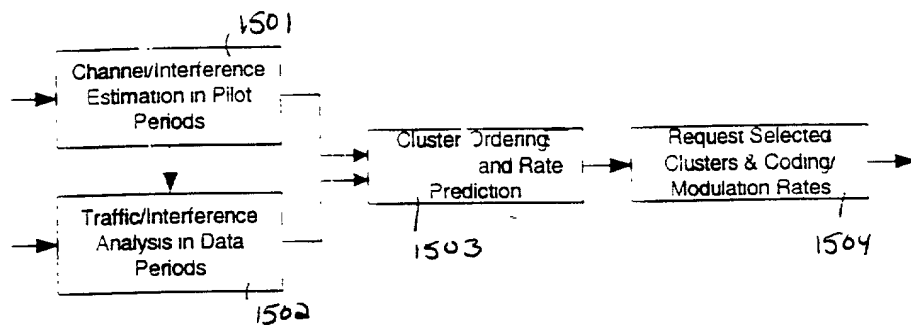 1501
Channel/Interference
Estimation in Pilot
Periods
Traffic/Interference
Analysis in Data
Periods
1502
Cluster Ordering
and Rate
Prediction
1503
Request Selected
Clusters & Coding/
Modulation Rates
1504